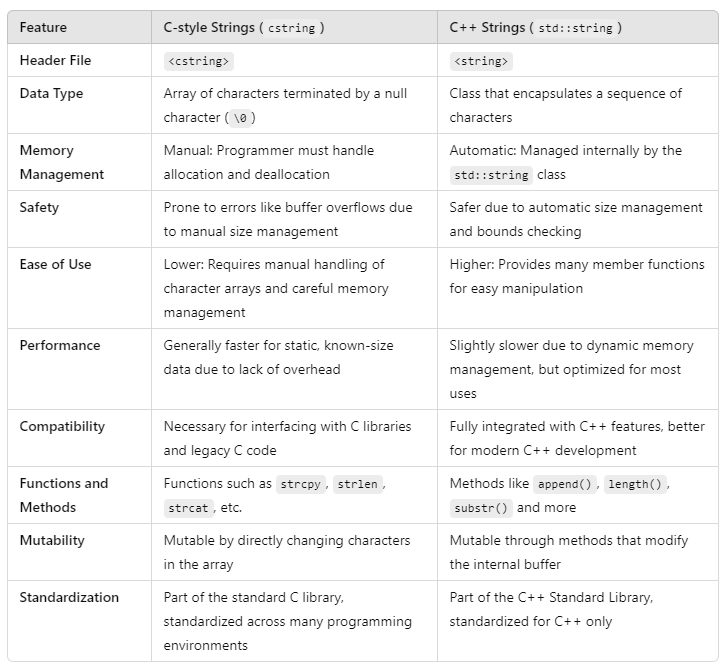 Feature C-style Strings ( cstring ) C++ Strings ( std::string )
Header File <cstring> <string>
Data Type Array of characters terminated by a null Class that encapsulates a sequence of
character ( \0 ) characters
Memory Manual: Programmer must handle Automatic: Managed internally by the
Management allocation and deallocation std::string class
Safety Prone to errors like buffer overflows due Safer due to automatic size management
to manual size management and bounds checking
Ease of Use Lower: Requires manual handling of Higher: Provides many member functions
character arrays and careful memory for easy manipulation
management
Performance Generally faster for static, known-size Slightly slower due to dynamic memory
data due to lack of overhead management, but optimized for most
uses
Compatibility Necessary for interfacing with C libraries Fully integrated with C++ features, better
and legacy C code for modern C++ development
Functions and Functions such as strcpy , strlen , Methods like append() , length() ,
Methods strcat , etc. substr() and more
Mutability Mutable by directly changing characters Mutable through methods that modify
in the array the internal buffer
Standardization Part of the standard C library, Part of the C++ Standard Library,
standardized across many programming standardized for C++ only
environments